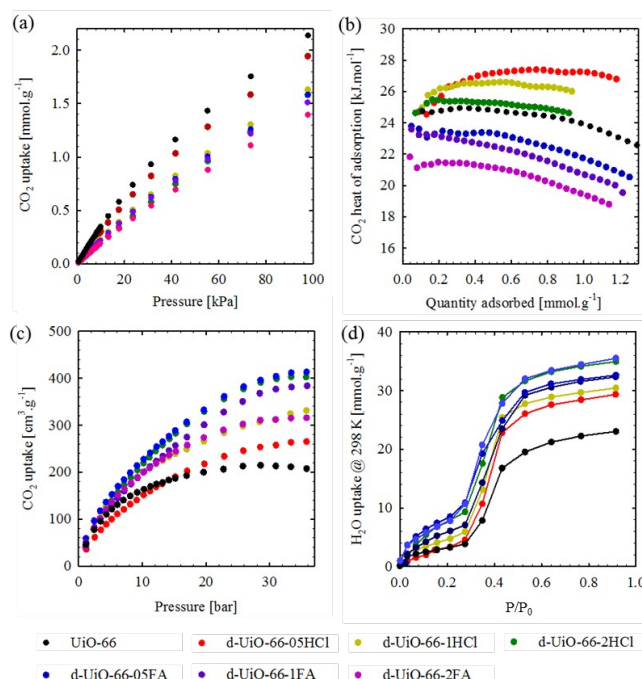 (a)
CO₂ uptake [mmol.g⁻¹]
2.0
1.5
1.0
0.5
0.0
0 20 40 60 80 100
Pressure [kPa]
(b)
CO₂ heat of adsorption [kJ.mol⁻¹]
30
28
26
24
22
20
18
16
0.0 0.2 0.4 0.6 0.8 1.0 1.2
Quantity adsorbed [mmol.g⁻¹]
(c)
CO₂ uptake [cm³.g⁻¹]
500
400
300
200
100
0
0 10 20 30
Pressure [bar]
(d)
H₂O uptake @ 298 K [mmol.g⁻¹]
40
30
20
10
0
0.0 0.2 0.4 0.6 0.8 1.0
P/P₀
UiO-66 d-UiO-66-05HCl d-UiO-66-1HCl d-UiO-66-2HCl
d-UiO-66-05FA d-UiO-66-1FA d-UiO-66-2FA